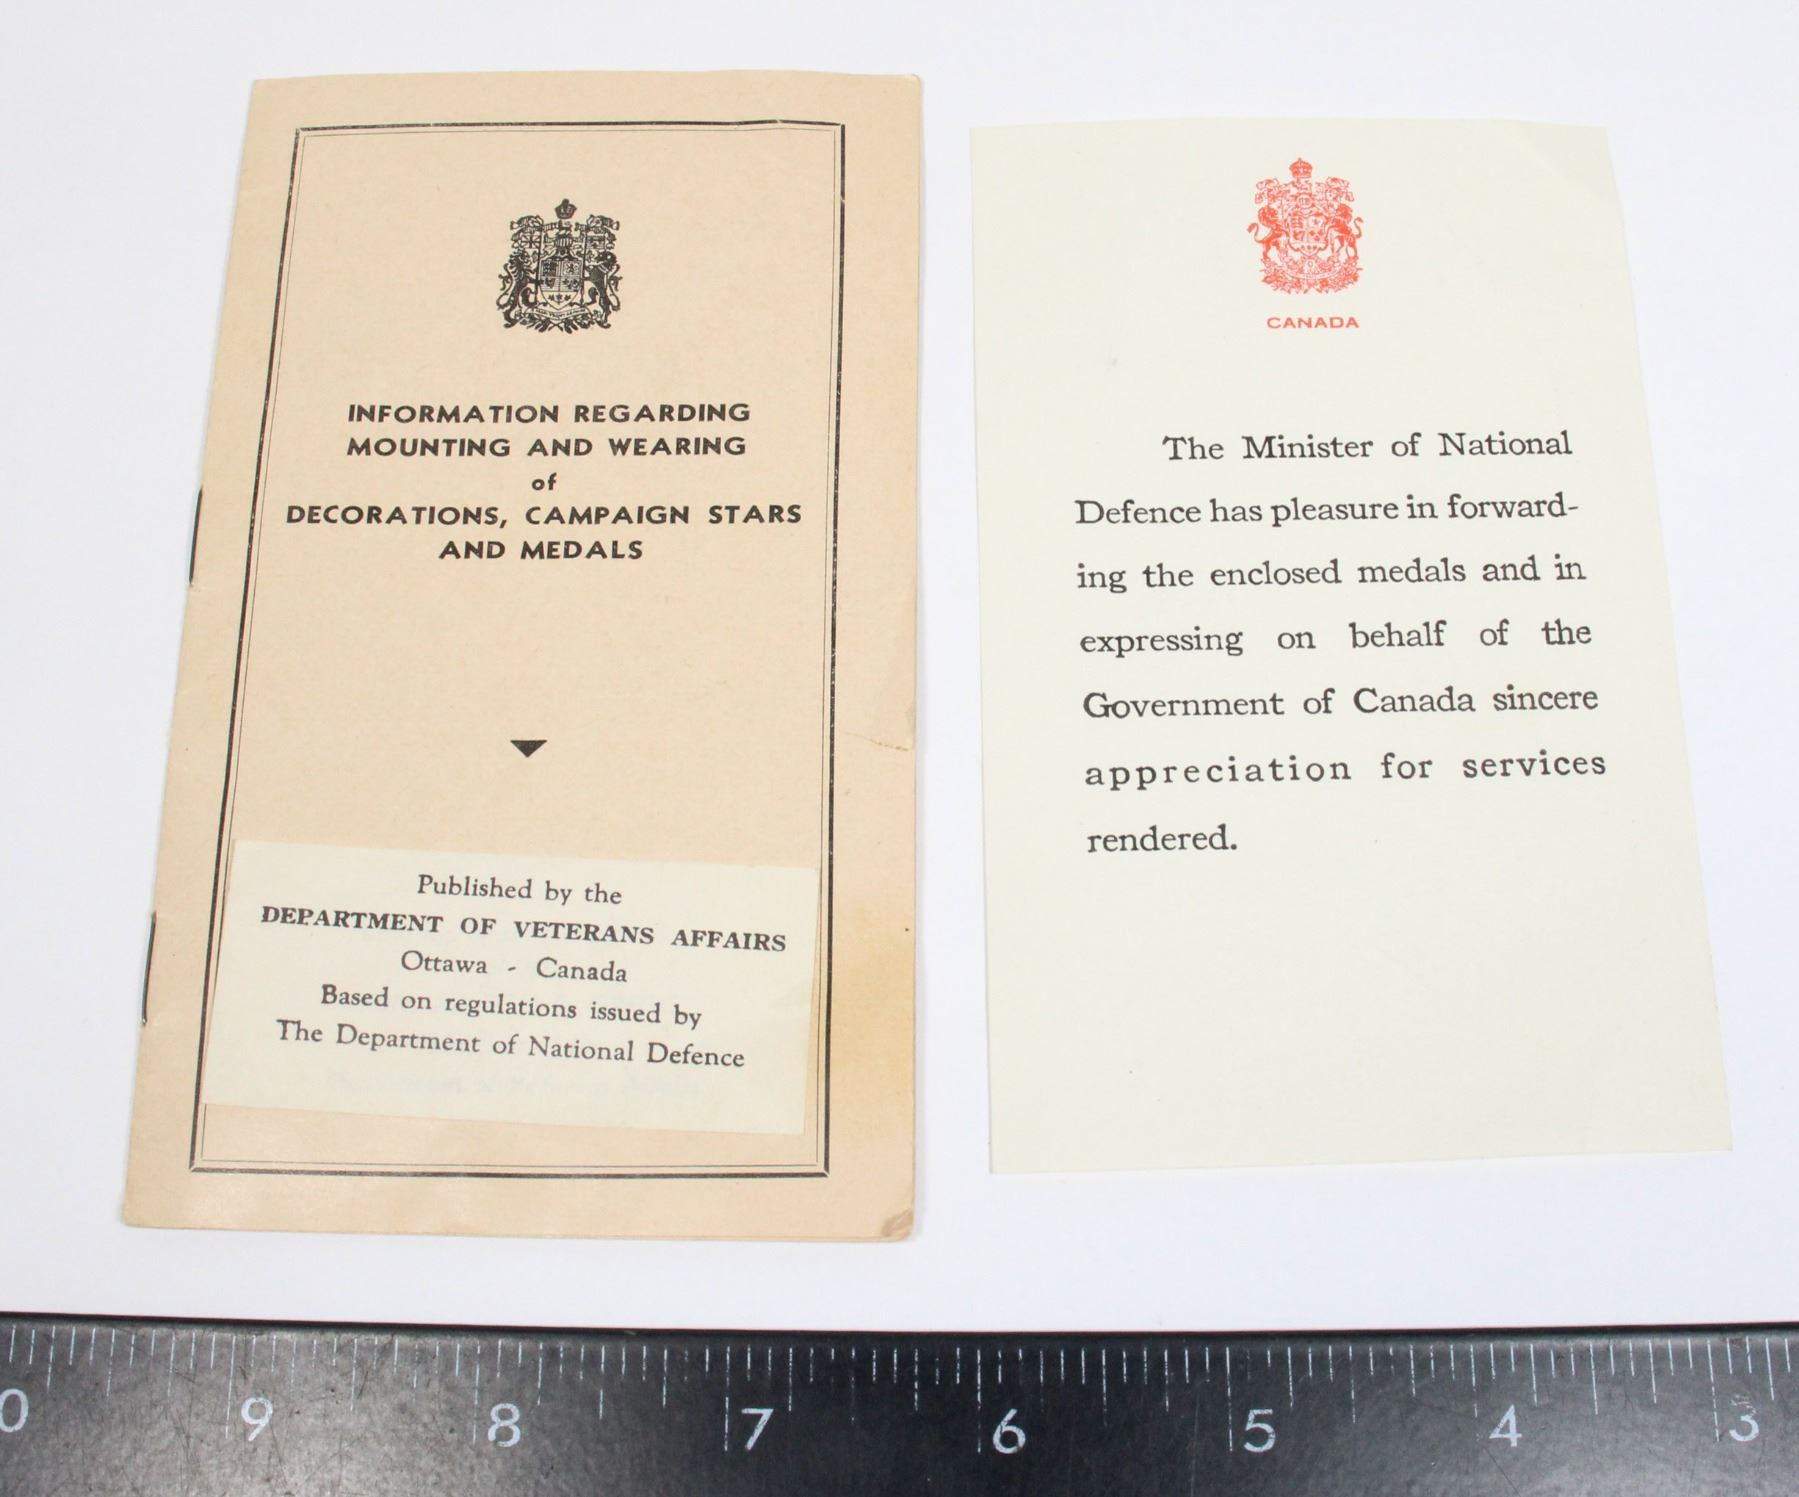 INFORMATION REGARDING
MOUNTING AND WEARING
of
DECORATIONS, CAMPAIGN STARS
AND MEDALS
Published by the
DEPARTMENT OF VETERANS AFFAIRS
Ottawa - Canada
Based on regulations issued by
The Department of National Defence
CANADA
The Minister of National
Defence has pleasure in forward-
ing the enclosed medals and in
expressing on behalf of the
Government of Canada sincere
appreciation for services
rendered.
0 9 8 7 6 5 4 3